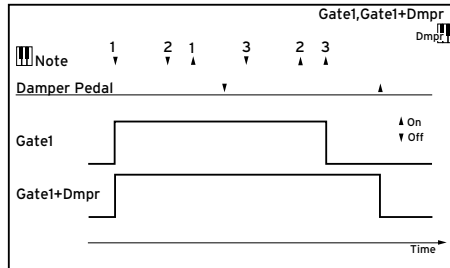 Gate1,Gate1+Dmpr
Dmpr
1 2 1 3 2 3
Note
Damper Pedal
On
Off
Gate1
Gate1+Dmpr
Time